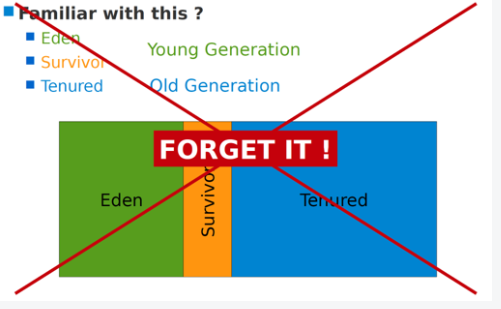 Familiar with this ?
Eden
Young Generation
Survivor
Tenured
Old Generation
FORGET IT !
Eden
Survivor
Tenured